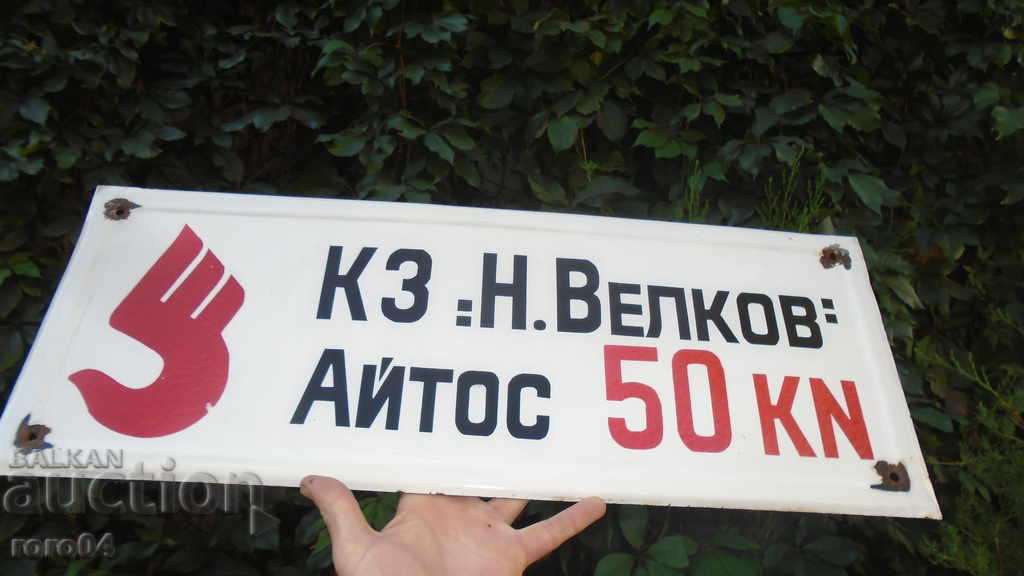 КЗ "Н.Велков"
Айтос 50 KN
BALKAN
auction
roro04